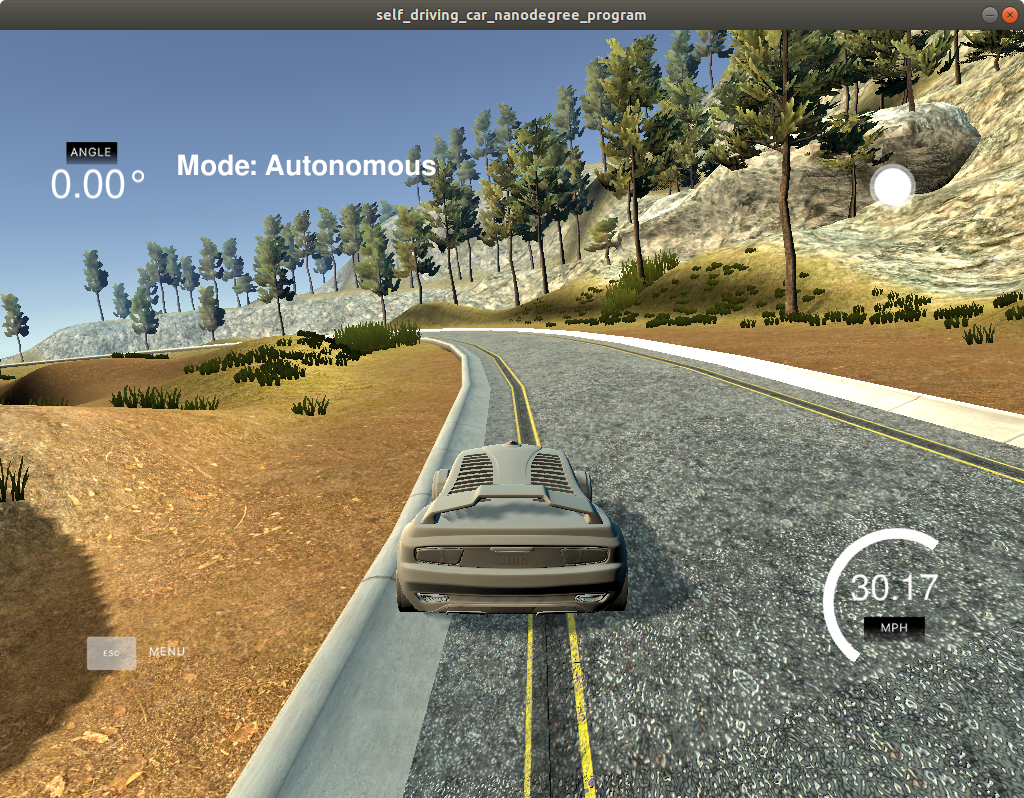 self_driving_car_nanodegree_program
ANGLE
0.00°
Mode: Autonomous
30.17
MPH
ESC MENU